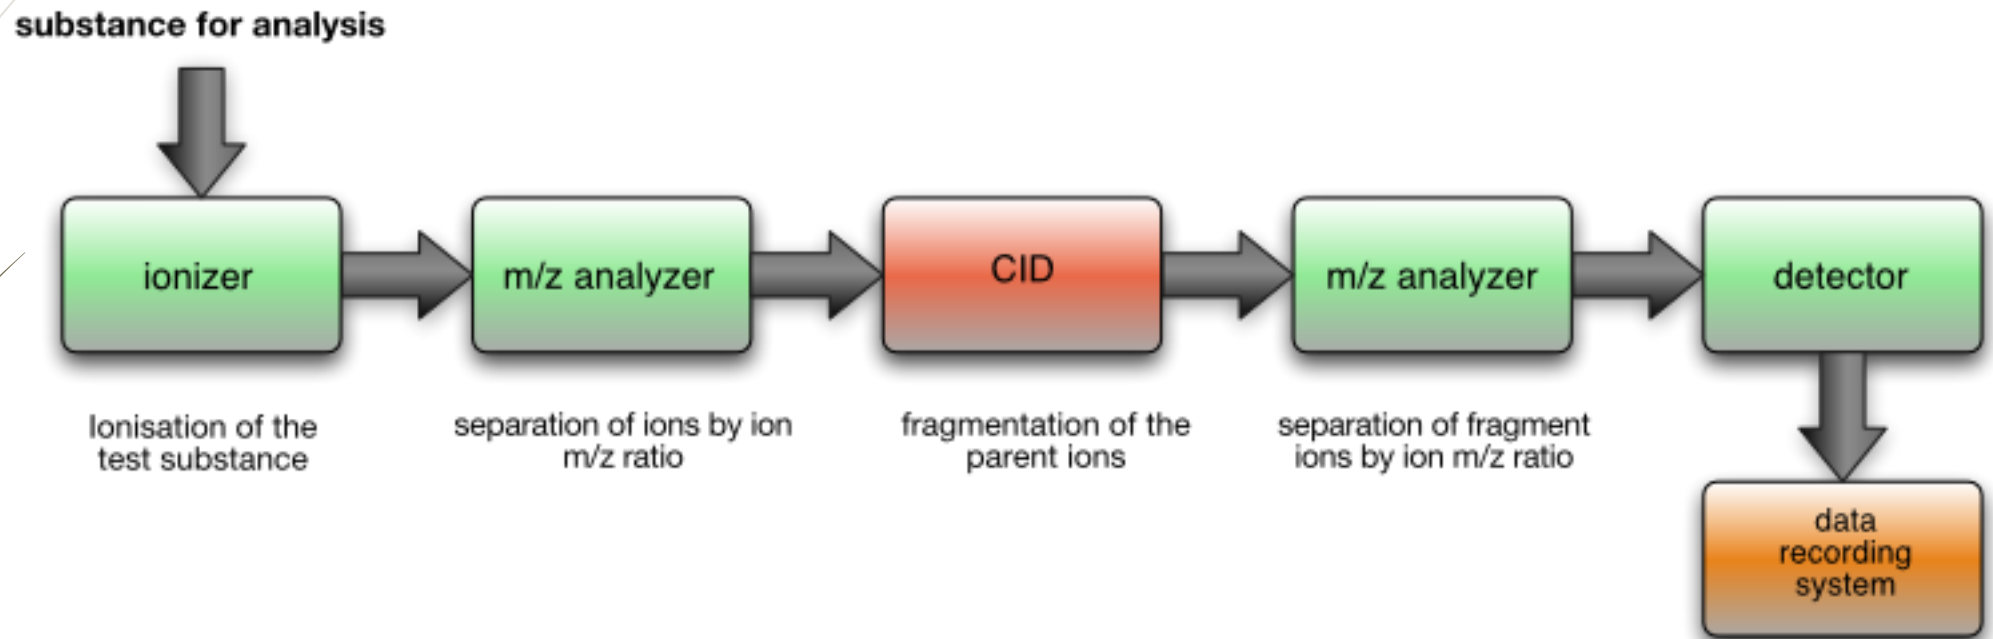 substance for analysis
ionizer
m/z analyzer
CID
m/z analyzer
detector
Ionisation of the
test substance
separation of ions by ion
m/z ratio
fragmentation of the
parent ions
separation of fragment
ions by ion m/z ratio
data
recording
system